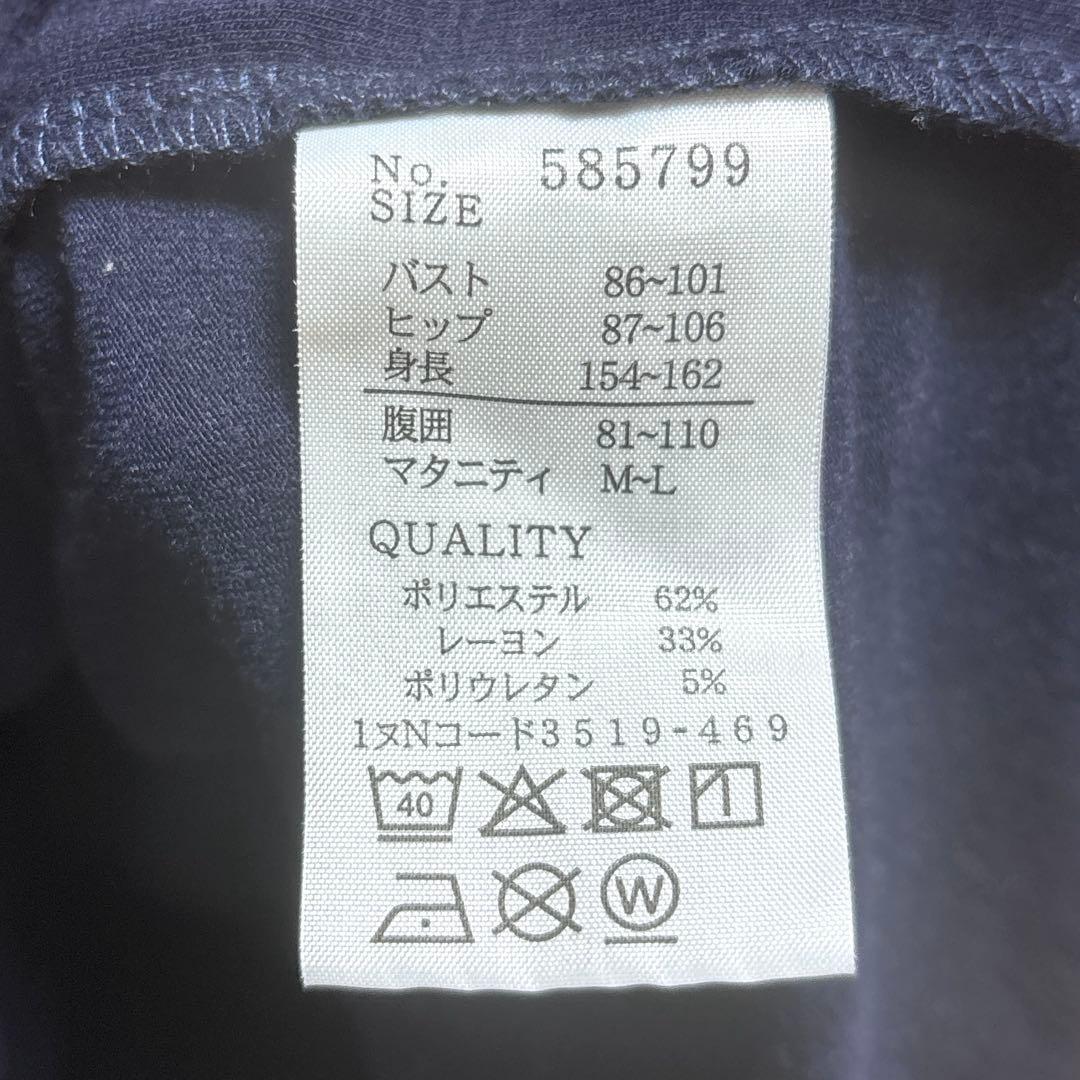 No. 585799
SIZE
バスト 86~101
ヒップ 87~106
身長 154~162
腹囲 81~110
マタニティ M~L
QUALITY
ポリエステル 62%
レーヨン 33%
ポリウレタン 5%
1ヌNコード3519-469
40
W